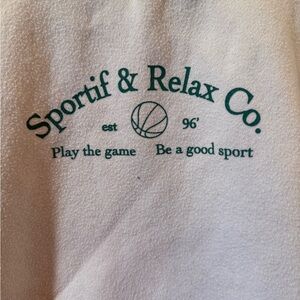 Sportif & Relax Co.
est 96'
Play the game Be a good sport